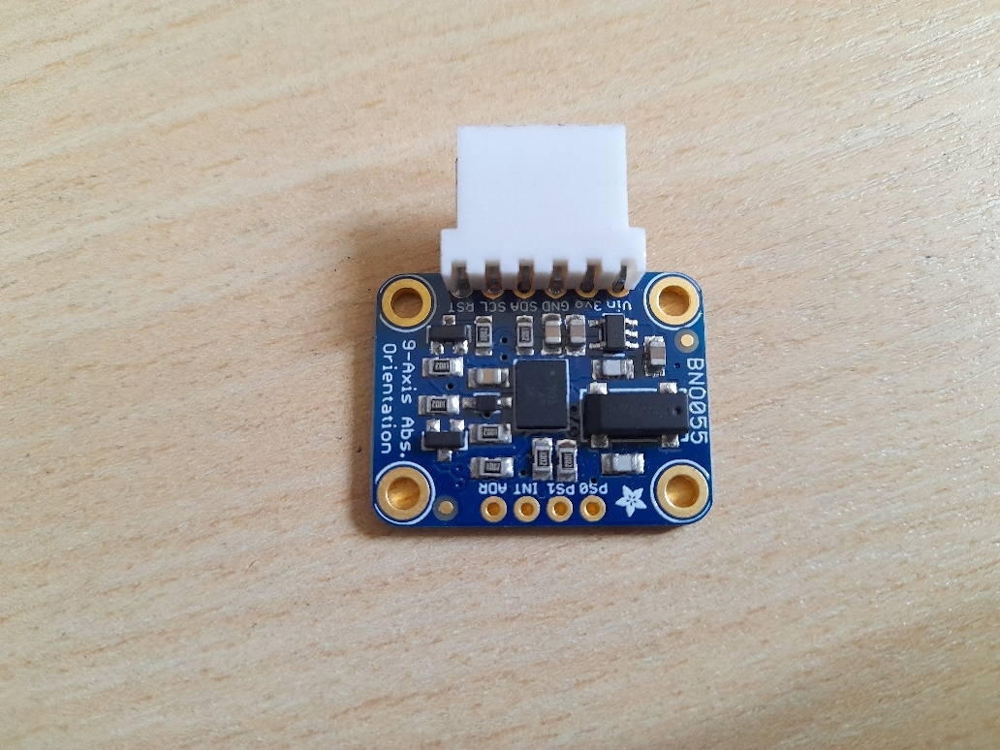 Vin 3vo GND SDA SCL RST
BNO055
9-Axis Abs.
Orientation
PS0 PS1 INT ADR